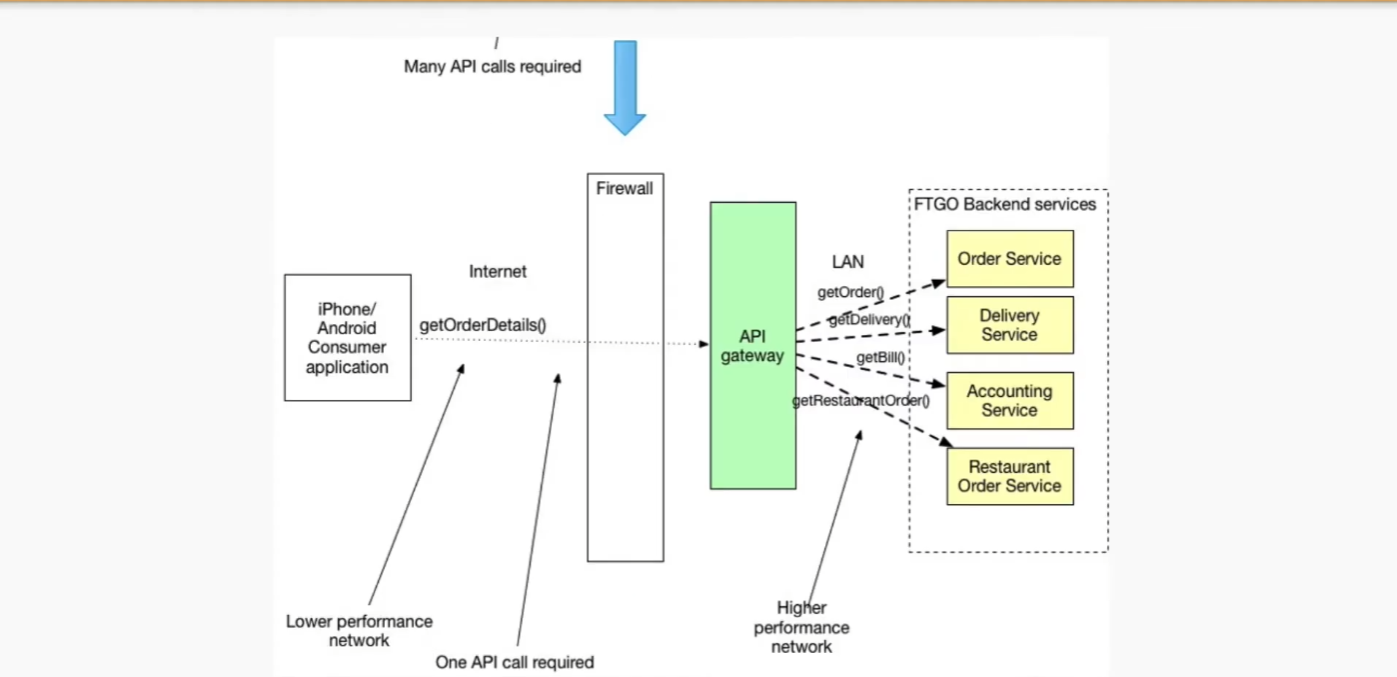 Many API calls required
Firewall
FTGO Backend services
Order Service
LAN
Internet
getOrder()
iPhone/
Android
Consumer
application
getOrderDetails()
getDelivery()
Delivery
Service
API
gateway
getBill()
Accounting
Service
getRestaurantOrder()
Restaurant
Order Service
Lower performance
network
One API call required
Higher
performance
network